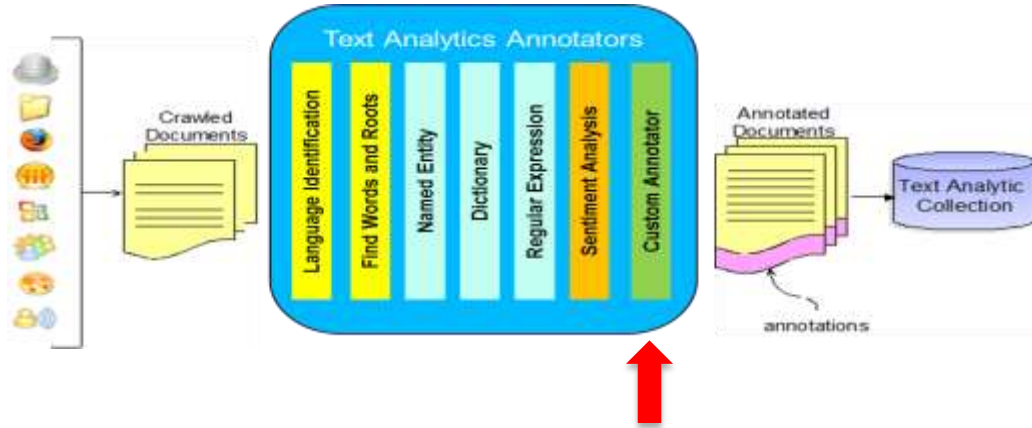 Text Analytics Annotators
Crawled
Documents
Language Identification
Find Words and Roots
Named Entity
Dictionary
Regular Expression
Sentiment Analysis
Custom Annotator
Annotated
Documents
Text Analytic
Collection
annotations